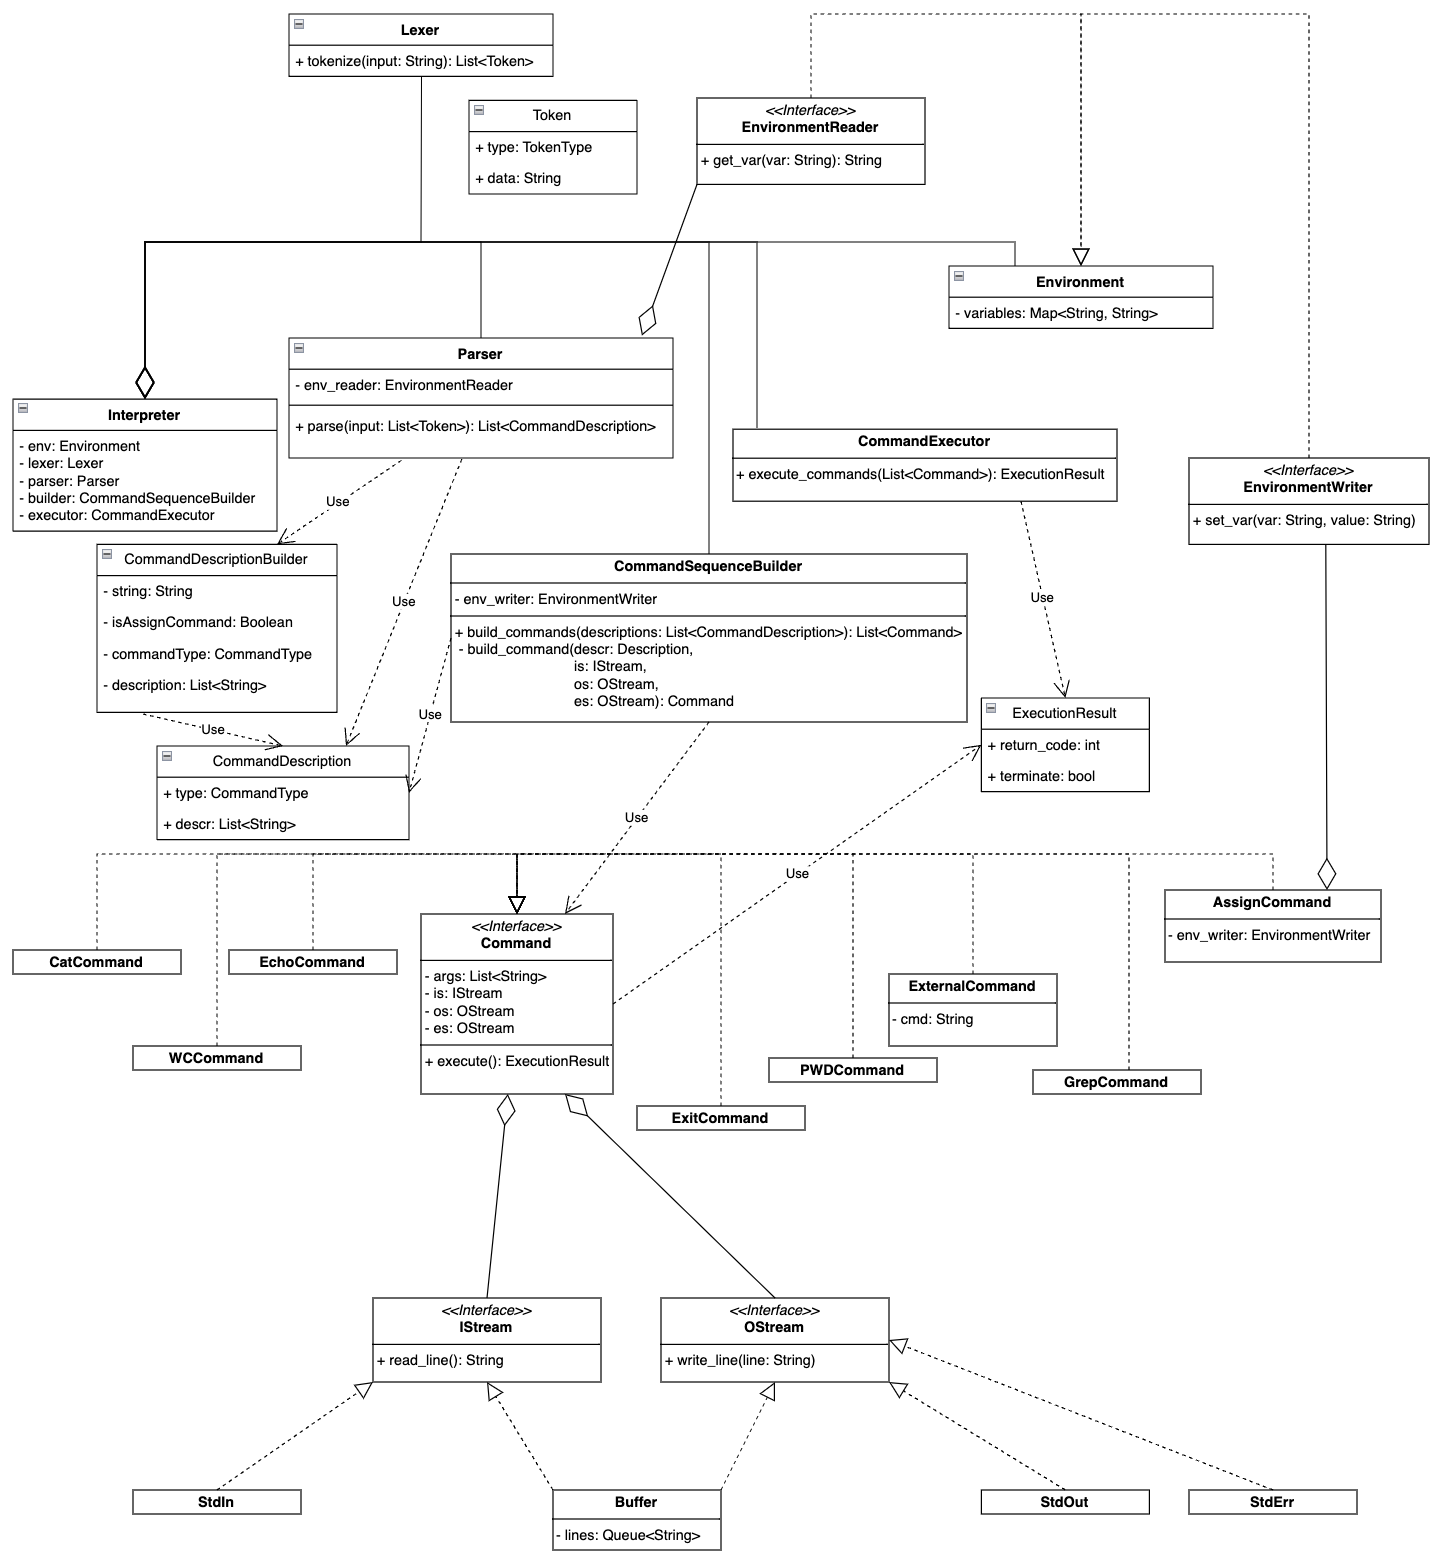 Lexer
+ tokenize(input: String): List<Token>
Token
+ type: TokenType
+ data: String
<<Interface>>
EnvironmentReader
+ get_var(var: String): String
Environment
- variables: Map<String, String>
Parser
- env_reader: EnvironmentReader
+ parse(input: List<Token>): List<CommandDescription>
Interpreter
- env: Environment
- lexer: Lexer
- parser: Parser
- builder: CommandSequenceBuilder
- executor: CommandExecutor
CommandExecutor
+ execute_commands(List<Command>): ExecutionResult
<<Interface>>
EnvironmentWriter
+ set_var(var: String, value: String)
Use
CommandDescriptionBuilder
- string: String
- isAssignCommand: Boolean
- commandType: CommandType
- description: List<String>
Use
CommandSequenceBuilder
- env_writer: EnvironmentWriter
+ build_commands(descriptions: List<CommandDescription>): List<Command>
- build_command(descr: Description,
is: IStream,
os: OStream,
es: OStream): Command
Use
Use
Use
ExecutionResult
+ return_code: int
+ terminate: bool
CommandDescription
+ type: CommandType
+ descr: List<String>
Use
Use
AssignCommand
- env_writer: EnvironmentWriter
<<Interface>>
Command
- args: List<String>
- is: IStream
- os: OStream
- es: OStream
+ execute(): ExecutionResult
CatCommand
EchoCommand
ExternalCommand
- cmd: String
WCCommand
PWDCommand
GrepCommand
ExitCommand
<<Interface>>
IStream
+ read_line(): String
<<Interface>>
OStream
+ write_line(line: String)
StdIn
Buffer
- lines: Queue<String>
StdOut
StdErr